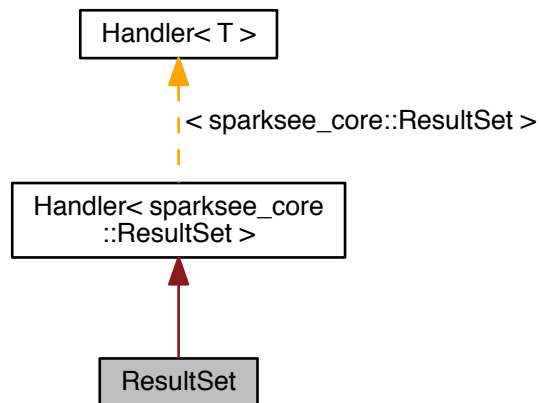 Handler< T >
< sparksee_core::ResultSet >
Handler< sparksee_core
::ResultSet >
ResultSet